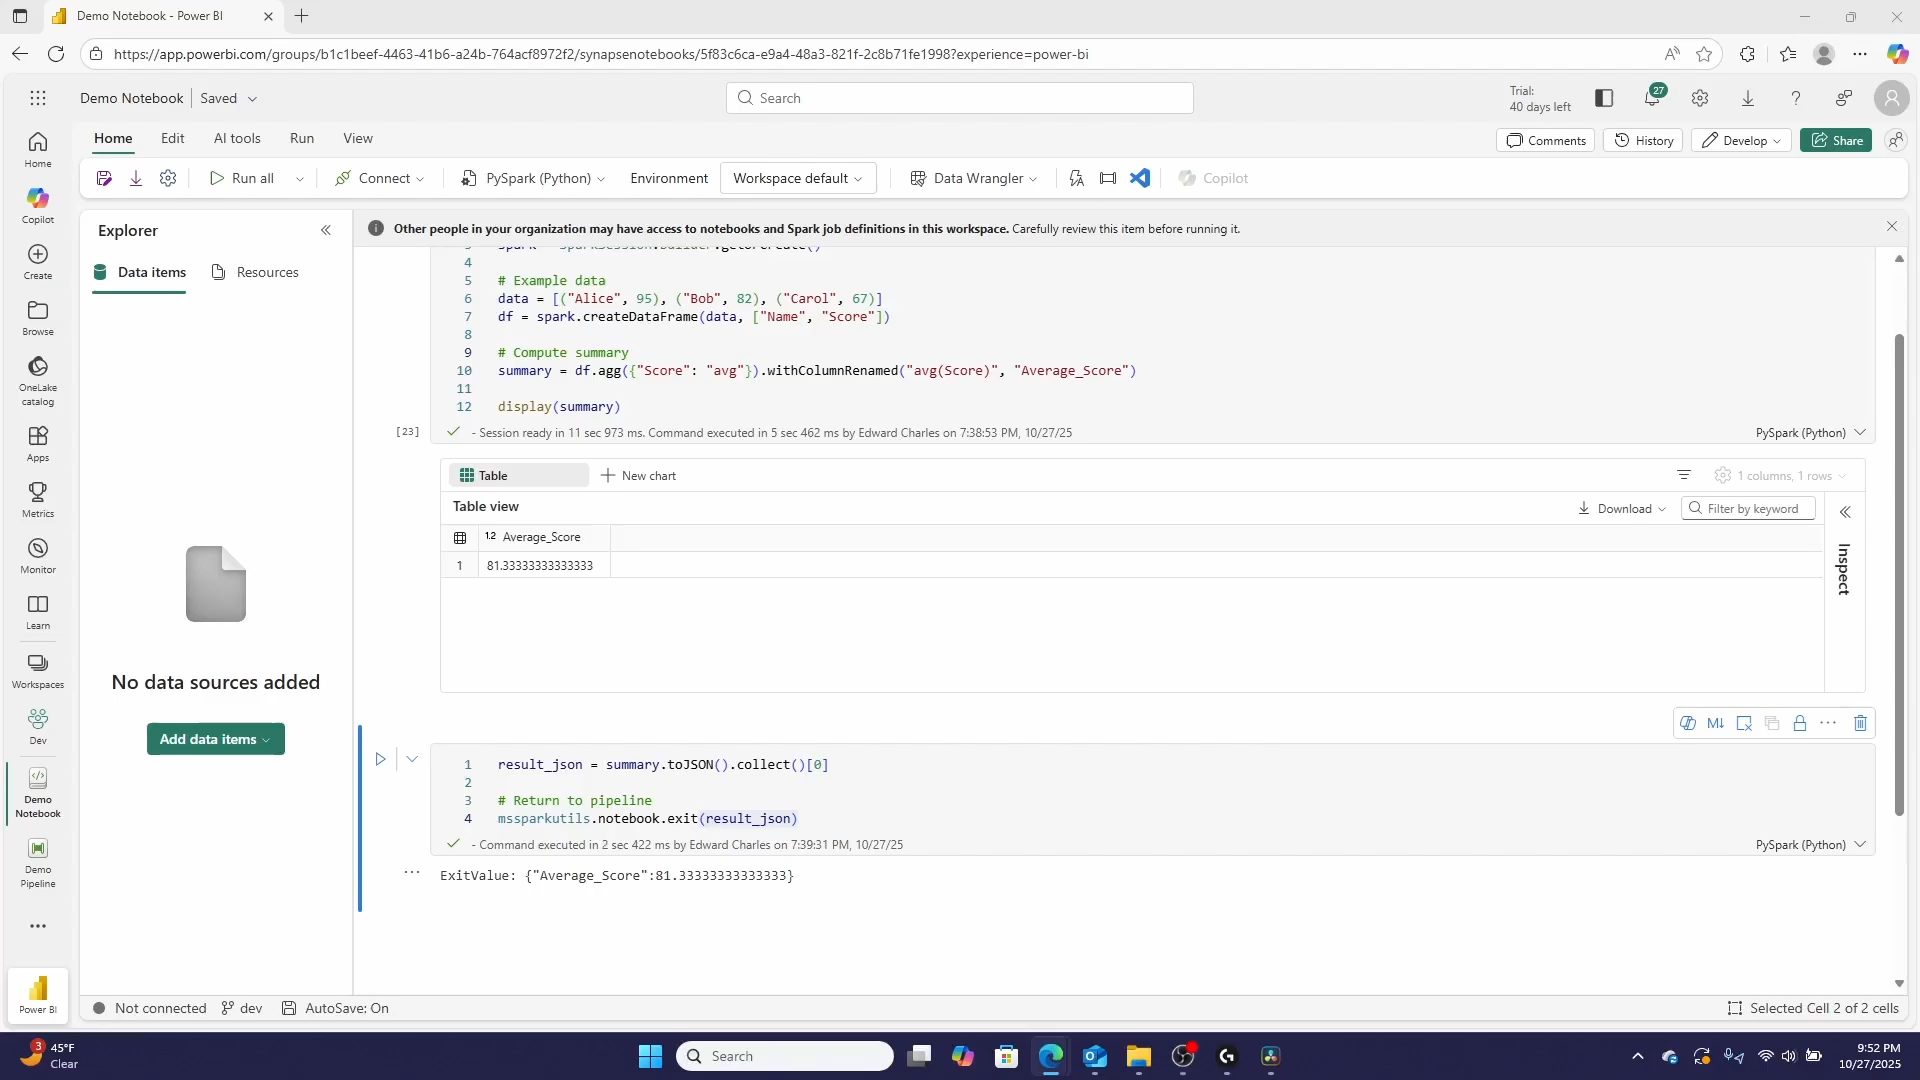 Demo Notebook - Power BI
https://app.powerbi.com/groups/b1c1beef-4463-41b6-a24b-764acf8972f2/synapsenotebooks/5f83c6ca-e9a4-48a3-821f-2c8b71fe1998?experience=power-bi
Demo Notebook Saved
Search
Trial:
40 days left
27
Home Edit AI tools Run View
Comments History Develop Share
Run all Connect PySpark (Python) Environment Workspace default Data Wrangler Copilot
Home
Copilot
Create
Browse
OneLake
catalog
Apps
Metrics
Monitor
Learn
Workspaces
Dev
Demo
Notebook
Demo
Pipeline
Power BI
Explorer
Data items Resources
No data sources added
Add data items
Other people in your organization may have access to notebooks and Spark job definitions in this workspace. Carefully review this item before running it.
4
5 # Example data
6 data = [("Alice", 95), ("Bob", 82), ("Carol", 67)]
7 df = spark.createDataFrame(data, ["Name", "Score"])
8
9 # Compute summary
10 summary = df.agg({"Score": "avg"}).withColumnRenamed("avg(Score)", "Average_Score")
11
12 display(summary)
[23] - Session ready in 11 sec 973 ms. Command executed in 5 sec 462 ms by Edward Charles on 7:38:53 PM, 10/27/25 PySpark (Python)
Table New chart 1 columns, 1 rows
Table view Download Filter by keyword
1.2 Average_Score
1 81.33333333333333
Inspect
M↓
1 result_json = summary.toJSON().collect()[0]
2
3 # Return to pipeline
4 mssparkutils.notebook.exit(result_json)
- Command executed in 2 sec 422 ms by Edward Charles on 7:39:31 PM, 10/27/25 PySpark (Python)
ExitValue: {"Average_Score":81.33333333333333}
Not connected dev AutoSave: On Selected Cell 2 of 2 cells
3
45°F
Clear
Search
9:52 PM
10/27/2025